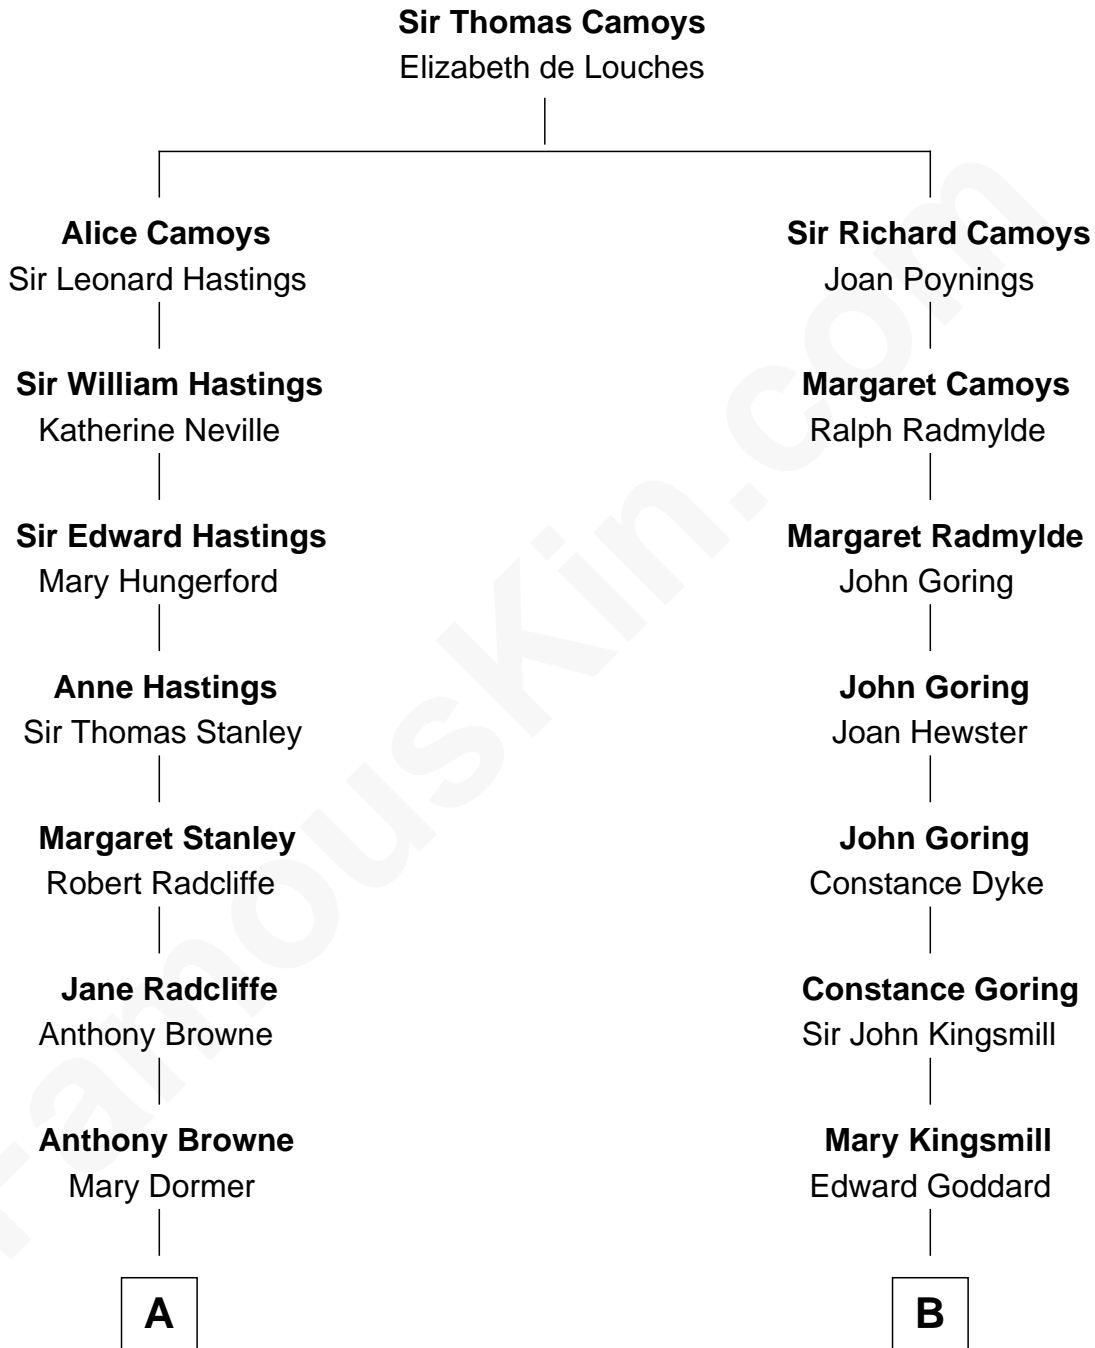 Sir Thomas Camoys
Elizabeth de Louches
Alice Camoys
Sir Leonard Hastings
Sir William Hastings
Katherine Neville
Sir Edward Hastings
Mary Hungerford
Anne Hastings
Sir Thomas Stanley
Margaret Stanley
Robert Radcliffe
Jane Radcliffe
Anthony Browne
Anthony Browne
Mary Dormer
A
Sir Richard Camoys
Joan Poynings
Margaret Camoys
Ralph Radmylde
Margaret Radmylde
John Goring
John Goring
Joan Hewster
John Goring
Constance Dyke
Constance Goring
Sir John Kingsmill
Mary Kingsmill
Edward Goddard
B
FamousKin.com